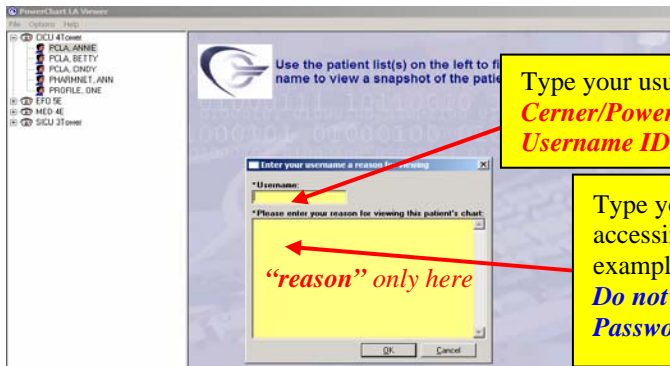 PowerChart LA Viewer
File Options Help
DCU 4Tower
PCLA, ANNIE
PCLA, BETTY
PCLA, CINDY
PHARMNET, ANN
PROFILE, ONE
EFD 5E
MED 4E
SICU 3Tower
Use the patient list(s) on the left to fi
name to view a snapshot of the patie
Type your usu
Cerner/Power
Username ID
Enter your username a reason for viewing
*Username:
*Please enter your reason for viewing this patient's chart:
“reason” only here
OK
Cancel
Type yo
accessi
exampl
Do not
Passwo